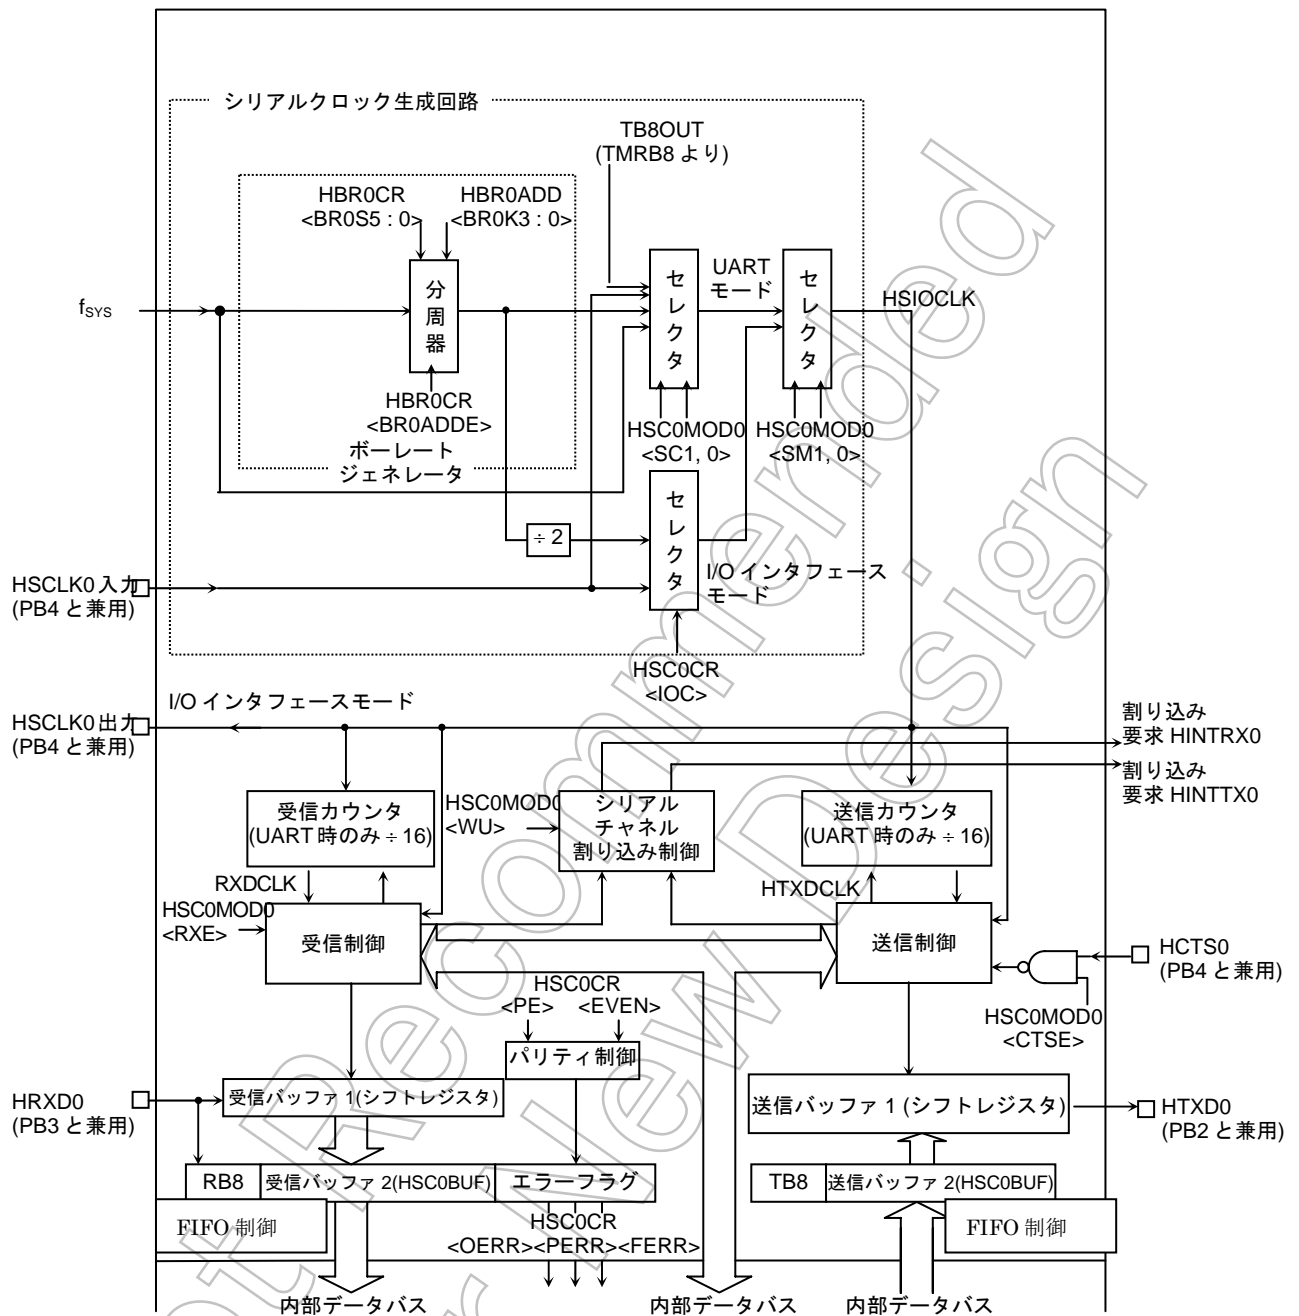 シリアルクロック生成回路
TB8OUT
(TMRB8 より)
HBR0CR
<BR0S5 : 0>
HBR0ADD
<BR0K3 : 0>
fSYS
分周器
セレクタ
UART
モード
セレクタ
HSIOCLK
HBR0CR
<BR0ADDE>
ボーレート
ジェネレータ
HSC0MOD0
<SC1, 0>
HSC0MOD0
<SM1, 0>
÷ 2
セレクタ
I/O インタフェース
モード
HSCLK0 入力
(PB4 と兼用)
HSC0CR
<IOC>
I/O インタフェースモード
HSCLK0 出力
(PB4 と兼用)
割り込み
要求 HINTRX0
割り込み
要求 HINTTX0
受信カウンタ
(UART 時のみ ÷ 16)
HSC0MOD0
<WU>
シリアル
チャネル
割り込み制御
送信カウンタ
(UART 時のみ ÷ 16)
RXDCLK
HTXDCLK
HSC0MOD0
<RXE>
受信制御
送信制御
HCTS0
(PB4 と兼用)
HSC0MOD0
<CTSE>
HSC0CR
<PE>
<EVEN>
パリティ制御
HRXD0
(PB3 と兼用)
受信バッファ 1(シフトレジスタ)
送信バッファ 1 (シフトレジスタ)
HTXD0
(PB2 と兼用)
RB8
受信バッファ 2(HSC0BUF)
エラーフラグ
TB8
送信バッファ 2(HSC0BUF)
FIFO 制御
HSC0CR
<OERR><PERR><FERR>
FIFO 制御
内部データバス
内部データバス
内部データバス
Not Recommended
for New Design